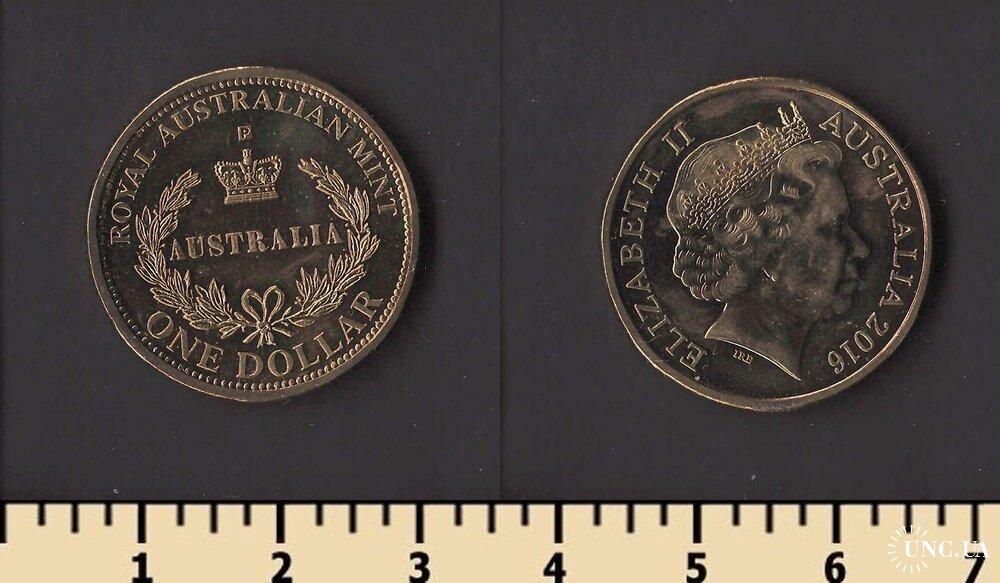 ROYAL AUSTRALIAN MINT
P
AUSTRALIA
ONE DOLLAR
ELIZABETH II
AUSTRALIA 2016
IRB
1 2 3 4 5 6 7
UNC.UA